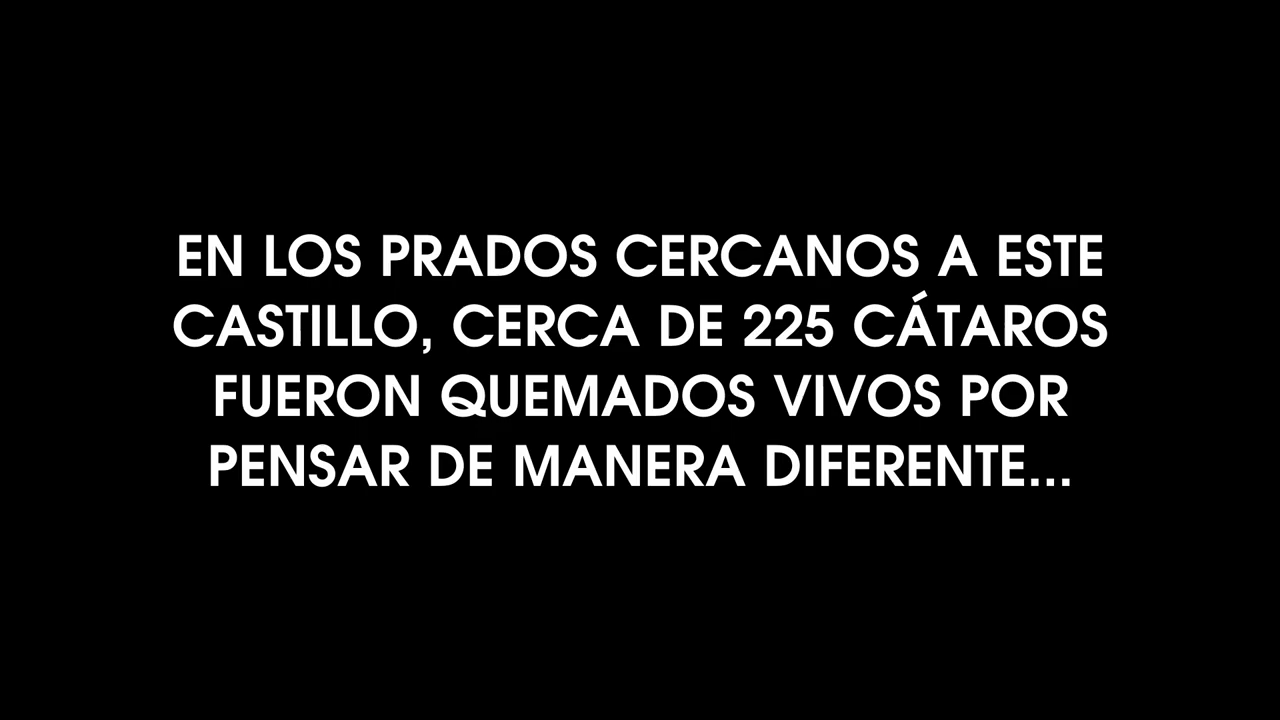 EN LOS PRADOS CERCANOS A ESTE
CASTILLO, CERCA DE 225 CÁTAROS
FUERON QUEMADOS VIVOS POR
PENSAR DE MANERA DIFERENTE...